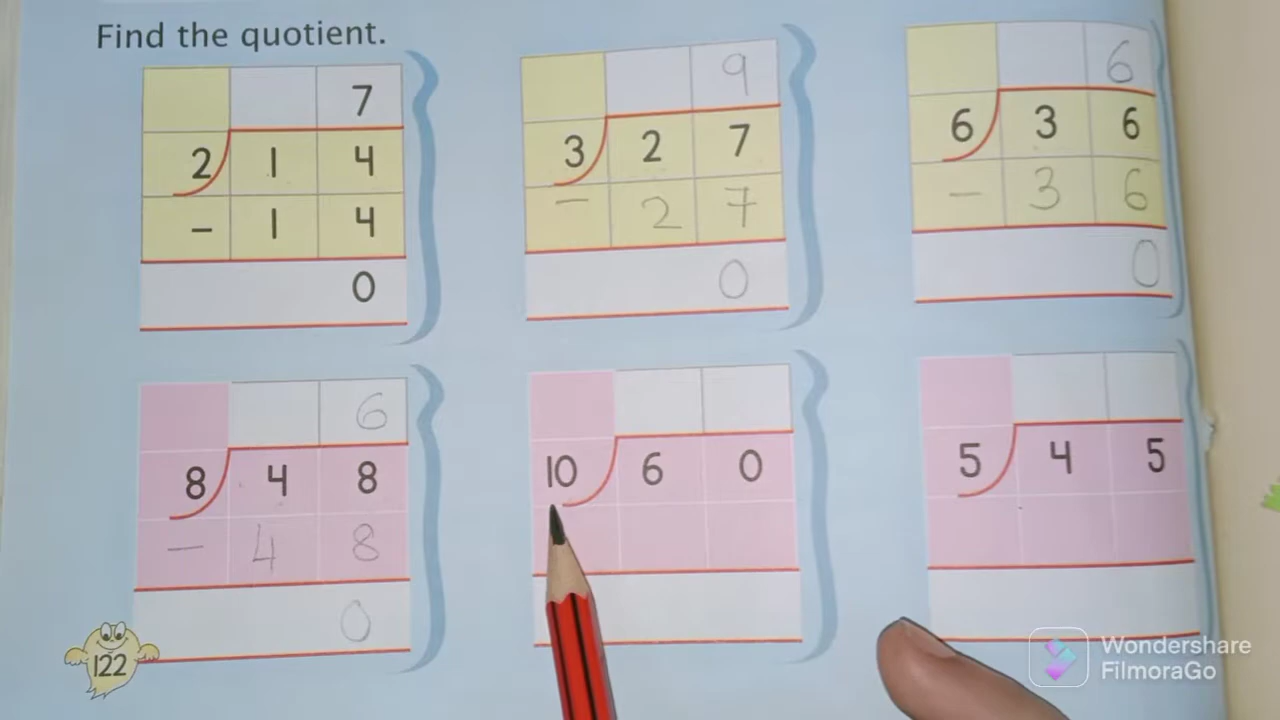 Find the quotient.
7
2 1 4
- 1 4
0
9
3 2 7
- 2 7
0
6
6 3 6
- 3 6
0
6
8 4 8
- 4 8
0
10 6 0
5 4 5
122
Wondershare
FilmoraGo